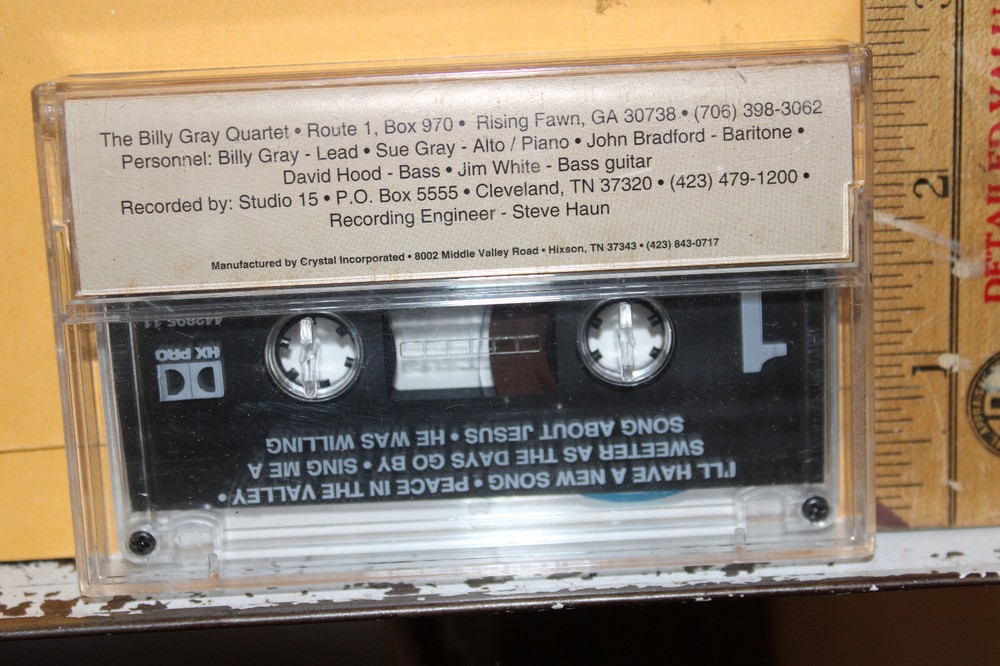 The Billy Gray Quartet • Route 1, Box 970 • Rising Fawn, GA 30738 • (706) 398-3062
Personnel: Billy Gray - Lead • Sue Gray - Alto / Piano • John Bradford - Baritone •
David Hood - Bass • Jim White - Bass guitar
Recorded by: Studio 15 • P.O. Box 5555 • Cleveland, TN 37320 • (423) 479-1200 •
Recording Engineer - Steve Haun
Manufactured by Crystal Incorporated • 8002 Middle Valley Road • Hixson, TN 37343 • (423) 843-0717
I'LL HAVE A NEW SONG • PEACE IN THE VALLEY •
SWEETER AS THE DAYS GO BY • SING ME A
SONG ABOUT JESUS • HE WAS WILLING
1
HX PRO
2
1